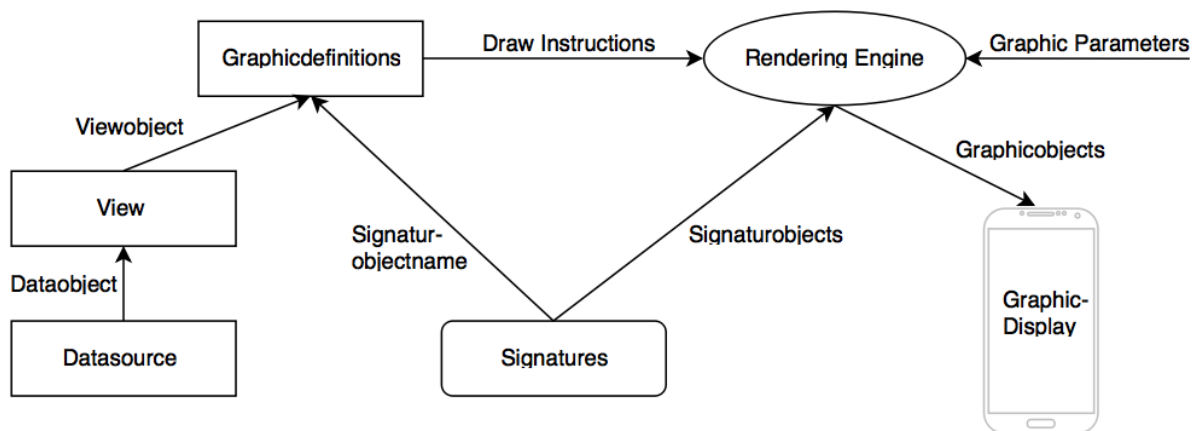 Draw Instructions
Graphic Parameters
Graphicdefinitions
Rendering Engine
Viewobject
Graphicobjects
View
Signatur-
objectname
Signaturobjects
Dataobject
Graphic-
Display
Datasource
Signatures